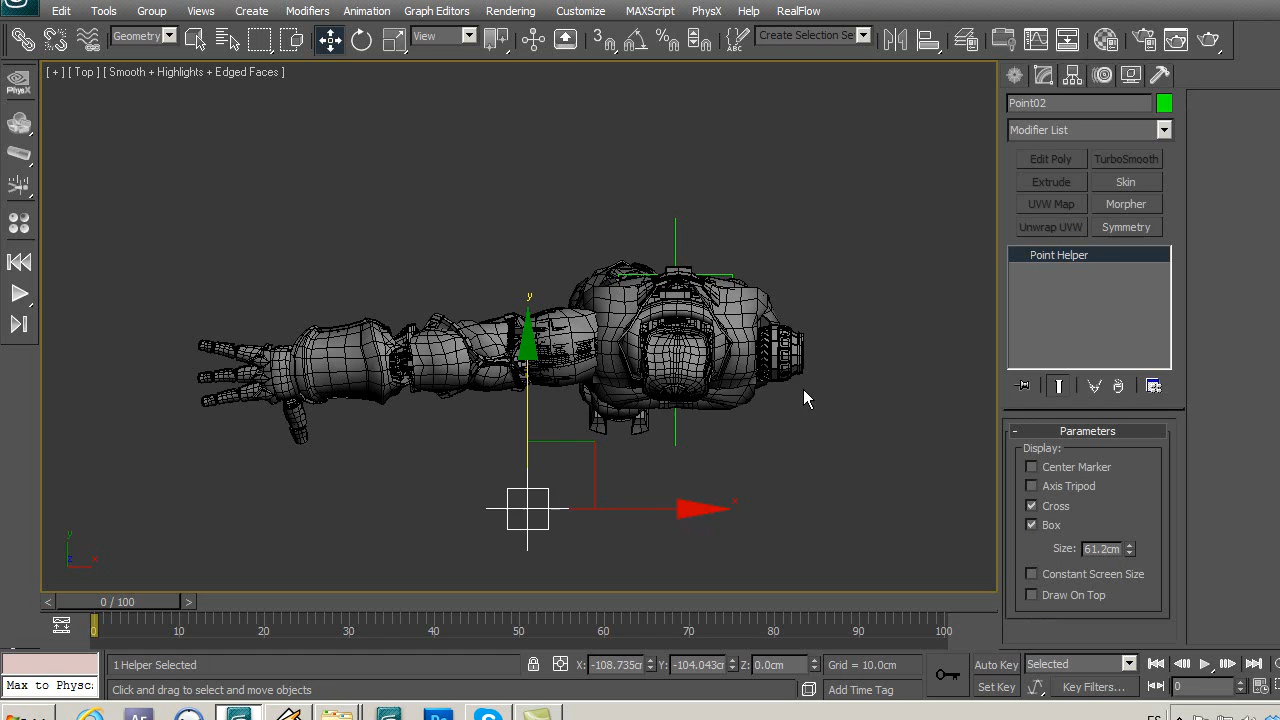 Edit Tools Group Views Create Modifiers Animation Graph Editors Rendering Customize MAXScript PhysX Help RealFlow
Geometry View 3 Create Selection Se
[ + ] [ Top ] [ Smooth + Highlights + Edged Faces ]
PhysX
Point02
Modifier List
Edit Poly TurboSmooth
Extrude Skin
UVW Map Morpher
Unwrap UVW Symmetry
Point Helper
y
x
y
z x
- Parameters
Display:
Center Marker
Axis Tripod
Cross
Box
Size: 61.2cm
Constant Screen Size
Draw On Top
< 0 / 100 >
0 10 20 30 40 50 60 70 80 90 100
1 Helper Selected X: -108.735cr Y: -104.043cr Z: 0.0cm Grid = 10.0cm Auto Key Selected
Max to Physc: Click and drag to select and move objects Add Time Tag Set Key Key Filters... 0